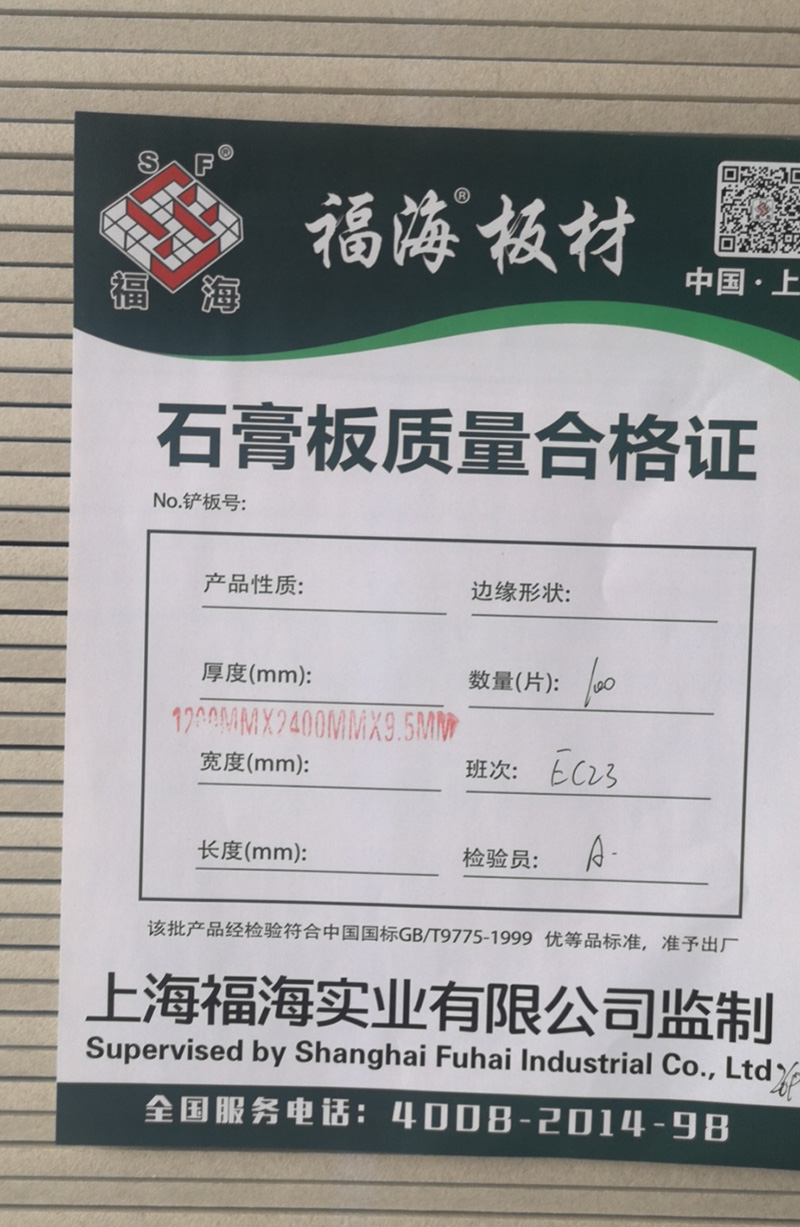 S F®
福海
福海®板材
中国·上
石膏板质量合格证
No.铲板号:
产品性质:
边缘形状:
厚度(mm):
数量(片): 100
1200MMX2400MMX9.5MM
宽度(mm):
班次: EC23
长度(mm):
检验员: A-
该批产品经检验符合中国国标GB/T9775-1999 优等品标准，准予出厂
上海福海实业有限公司监制
Supervised by Shanghai Fuhai Industrial Co., Ltd
全国服务电话：4008-2014-98